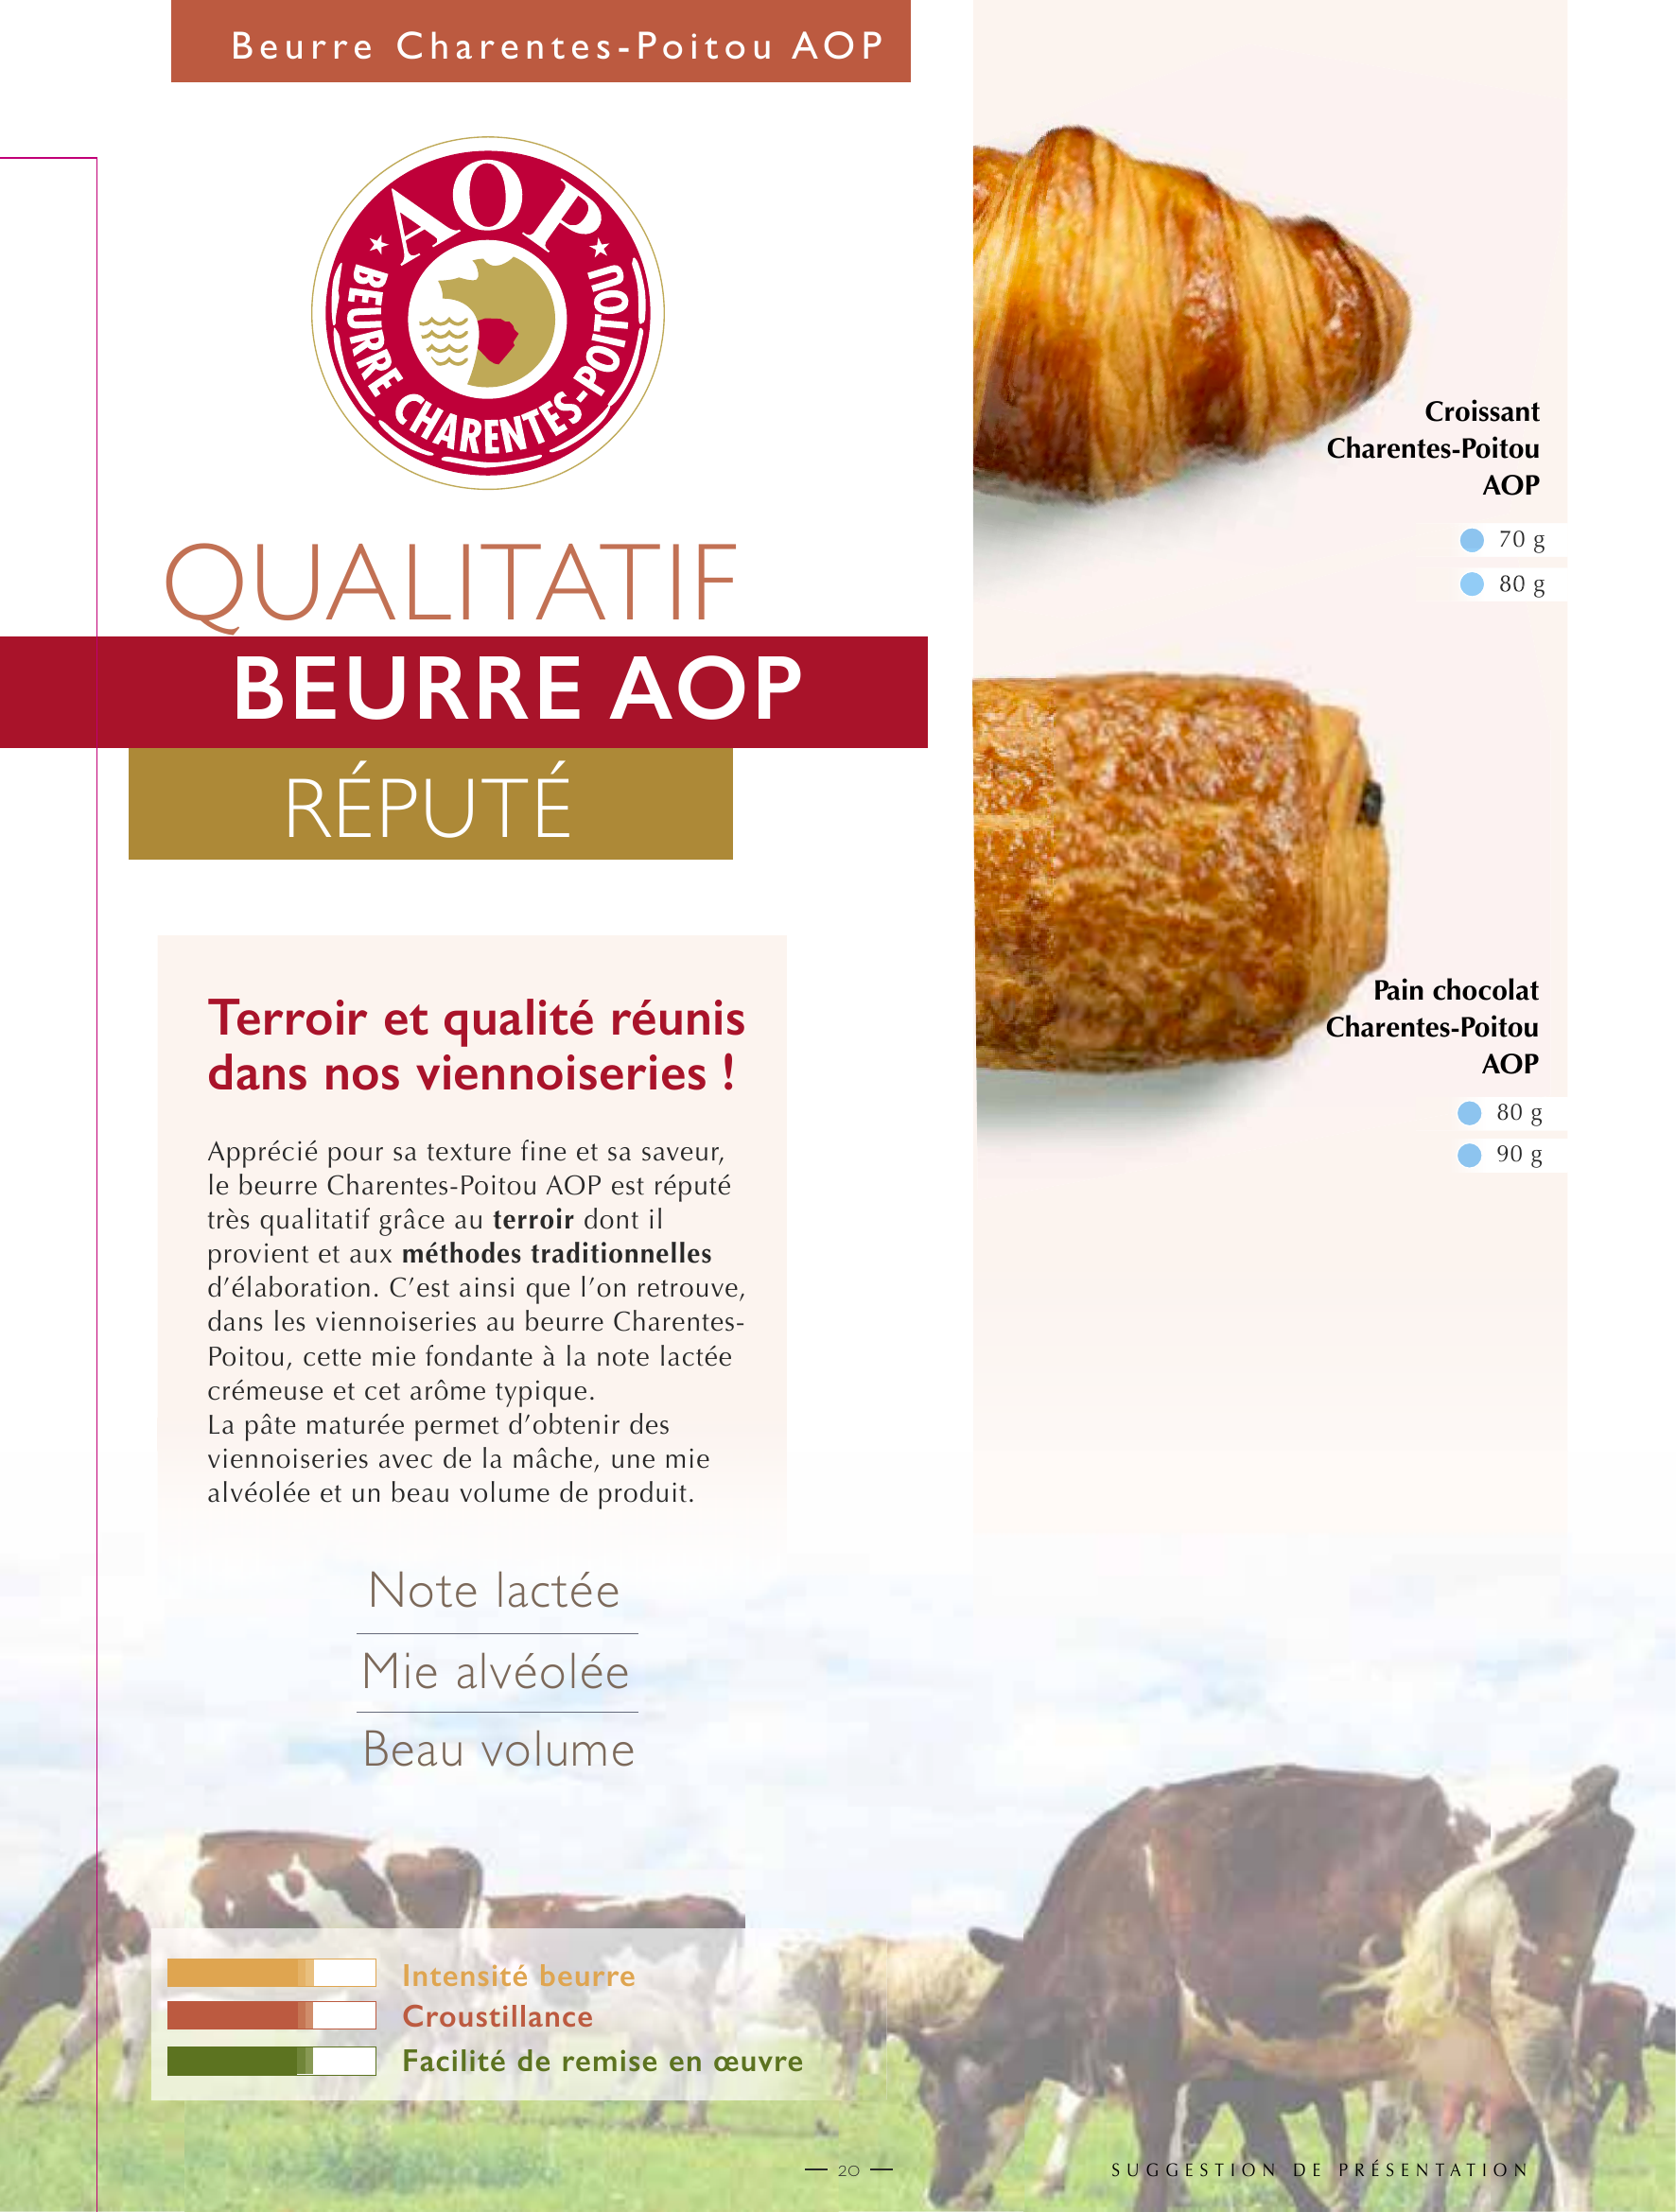 Beurre Charentes-Poitou AOP
AOP
BEURRE CHARENTES-POITOU
QUALITATIF
BEURRE AOP
RÉPUTÉ
Terroir et qualité réunis
dans nos viennoiseries !
Apprécié pour sa texture fine et sa saveur,
le beurre Charentes-Poitou AOP est réputé
très qualitatif grâce au terroir dont il
provient et aux méthodes traditionnelles
d’élaboration. C’est ainsi que l’on retrouve,
dans les viennoiseries au beurre Charentes-
Poitou, cette mie fondante à la note lactée
crémeuse et cet arôme typique.
La pâte maturée permet d’obtenir des
viennoiseries avec de la mâche, une mie
alvéolée et un beau volume de produit.
Note lactée
Mie alvéolée
Beau volume
Intensité beurre
Croustillance
Facilité de remise en œuvre
Croissant
Charentes-Poitou
AOP
70 g
80 g
Pain chocolat
Charentes-Poitou
AOP
80 g
90 g
20
SUGGESTION DE PRÉSENTATION